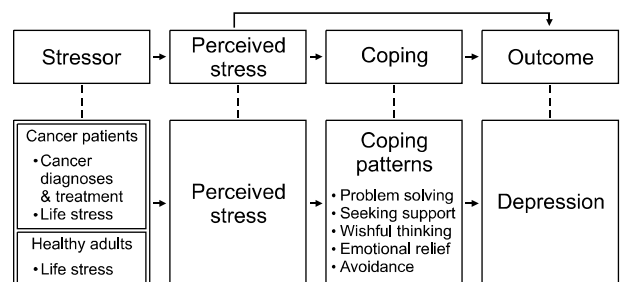 Stressor
Perceived
stress
Coping
Outcome
Cancer patients
•Cancer
diagnoses
& treatment
•Life stress
Healthy adults
•Life stress
Perceived
stress
Coping
patterns
•Problem solving
•Seeking support
•Wishful thinking
•Emotional relief
•Avoidance
Depression